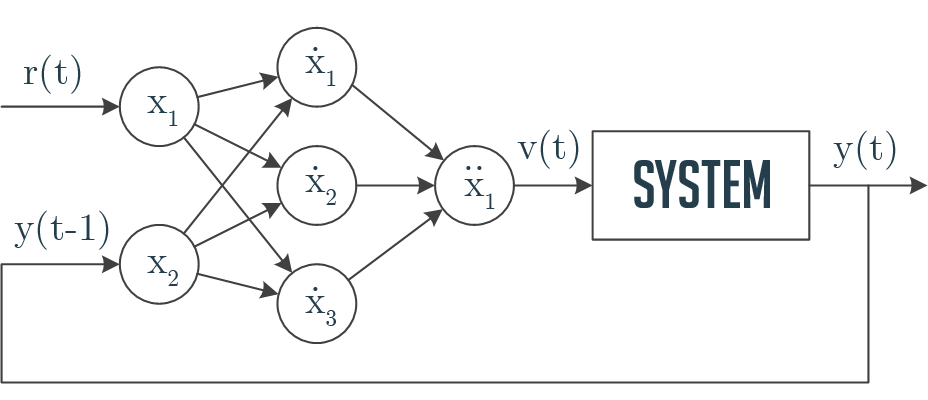 r(t)
x₁
y(t-1)
x₂
ẋ₁
ẋ₂
ẋ₃
ẍ₁
v(t)
SYSTEM
y(t)